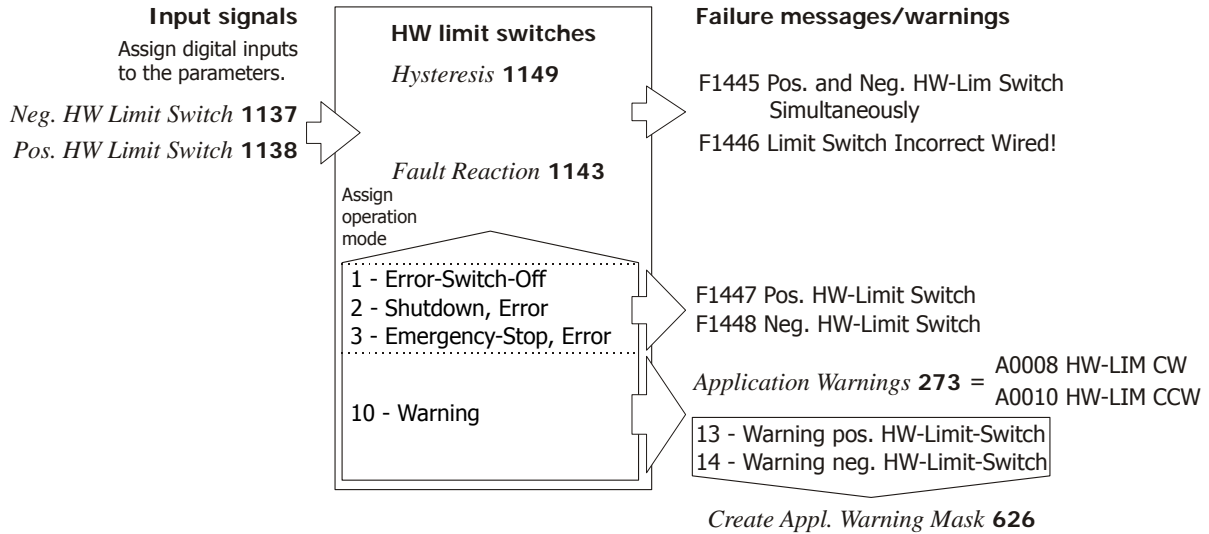 Input signals
Assign digital inputs
to the parameters.
Neg. HW Limit Switch 1137
Pos. HW Limit Switch 1138
HW limit switches
Hysteresis 1149
Fault Reaction 1143
Assign
operation
mode
1 - Error-Switch-Off
2 - Shutdown, Error
3 - Emergency-Stop, Error
10 - Warning
Failure messages/warnings
F1445 Pos. and Neg. HW-Lim Switch
Simultaneously
F1446 Limit Switch Incorrect Wired!
F1447 Pos. HW-Limit Switch
F1448 Neg. HW-Limit Switch
Application Warnings 273 =
A0008 HW-LIM CW
A0010 HW-LIM CCW
13 - Warning pos. HW-Limit-Switch
14 - Warning neg. HW-Limit-Switch
Create Appl. Warning Mask 626